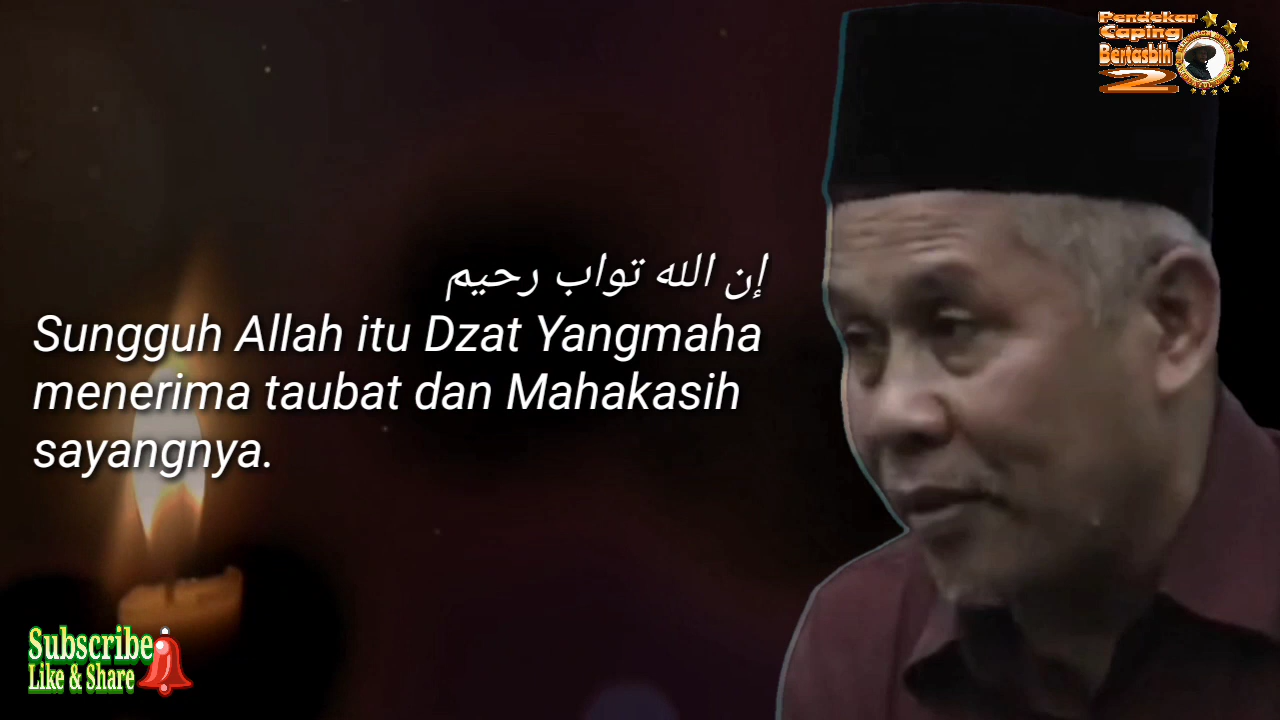 Pendekar
Caping
Bertasbih
2
إن الله تواب رحيم
Sungguh Allah itu Dzat Yangmaha
menerima taubat dan Mahakasih
sayangnya.
Subscribe
Like & Share